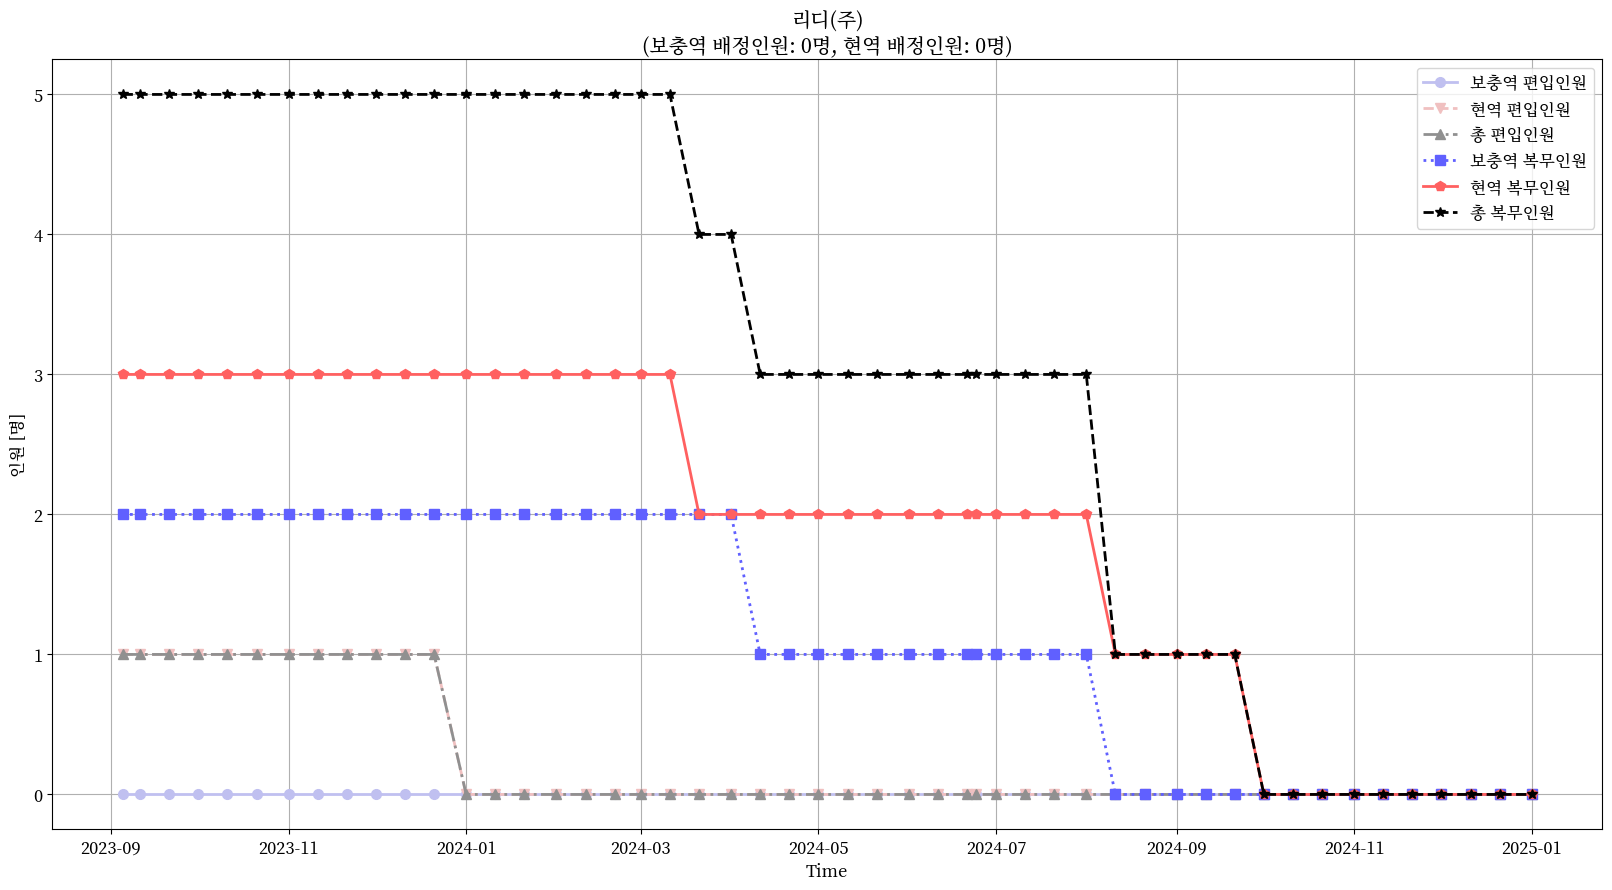 리디(주)
(보충역 배정인원: 0명, 현역 배정인원: 0명)
보충역 편입인원
현역 편입인원
총 편입인원
보충역 복무인원
현역 복무인원
총 복무인원
인원 [명]
5
4
3
2
1
0
2023-09 2023-11 2024-01 2024-03 2024-05 2024-07 2024-09 2024-11 2025-01
Time